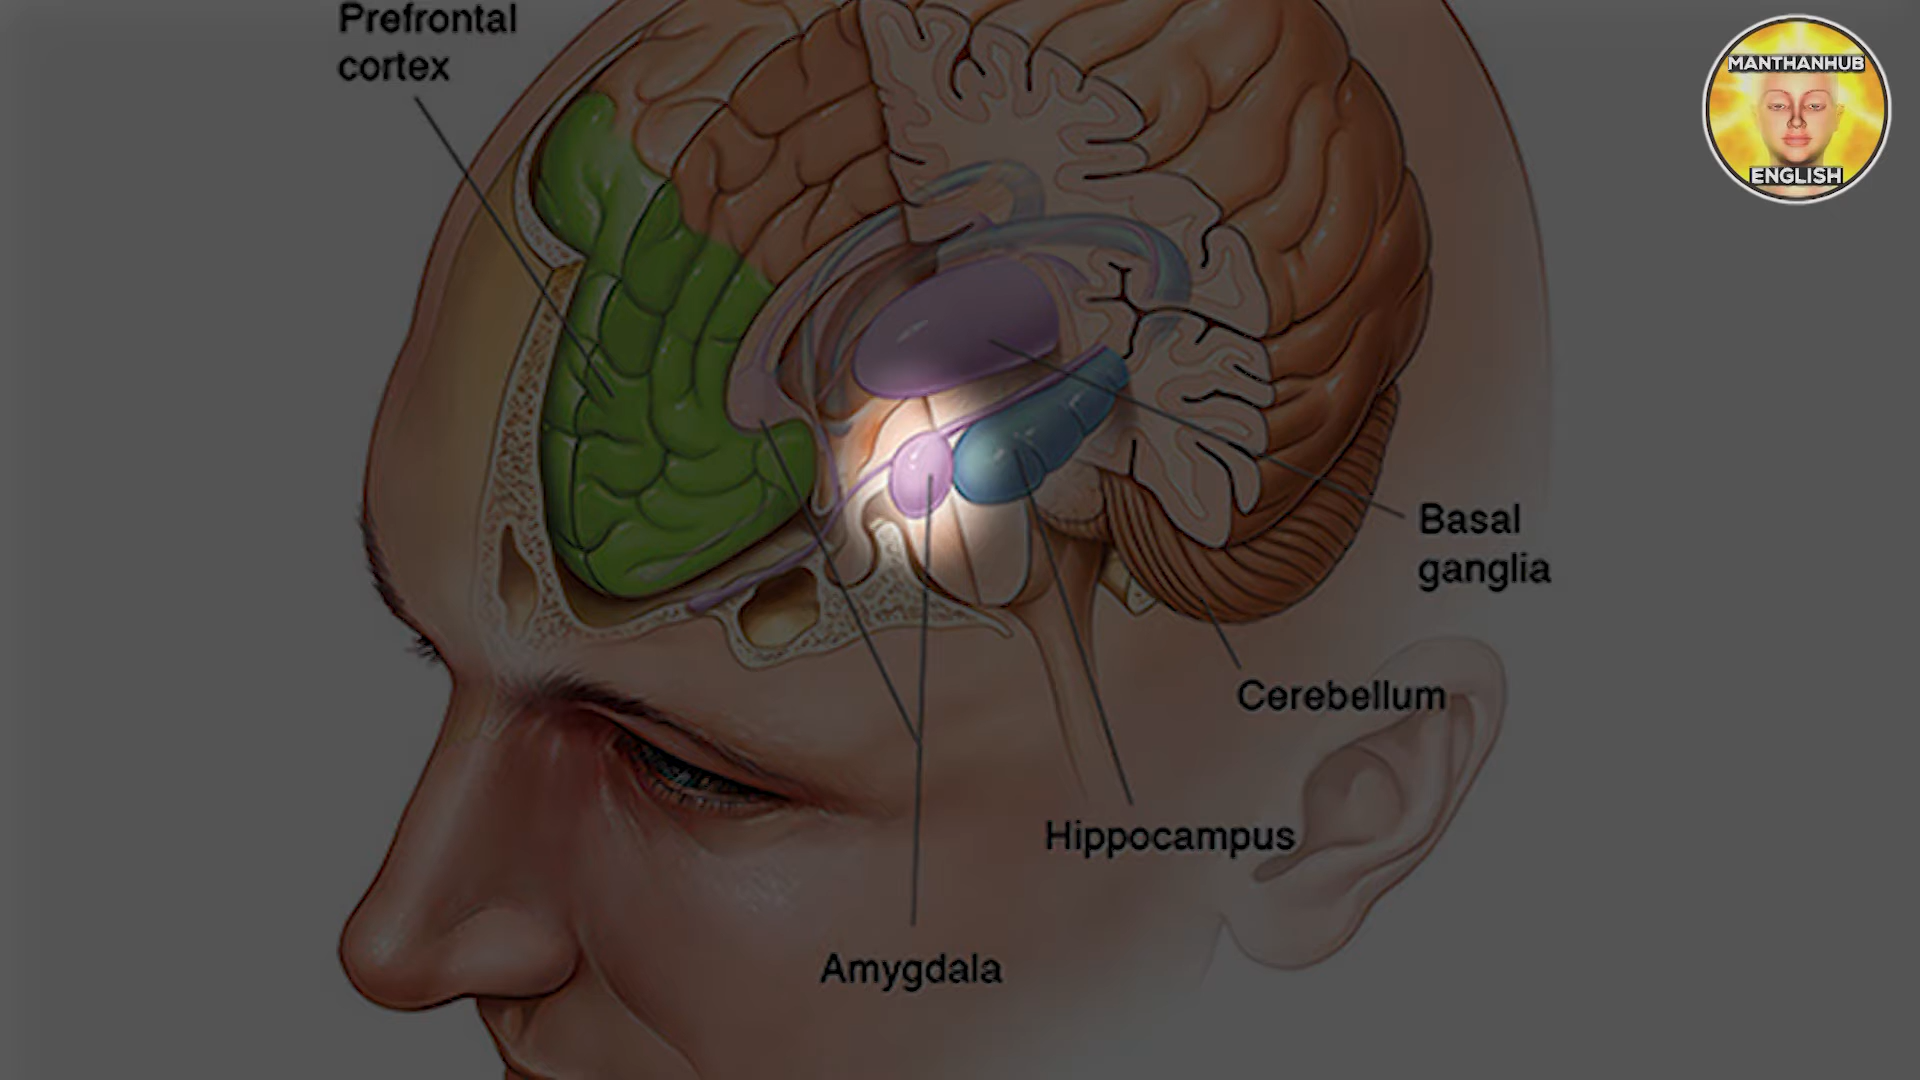 Prefrontal
cortex
MANTHANHUB
ENGLISH
Basal
ganglia
Cerebellum
Hippocampus
Amygdala